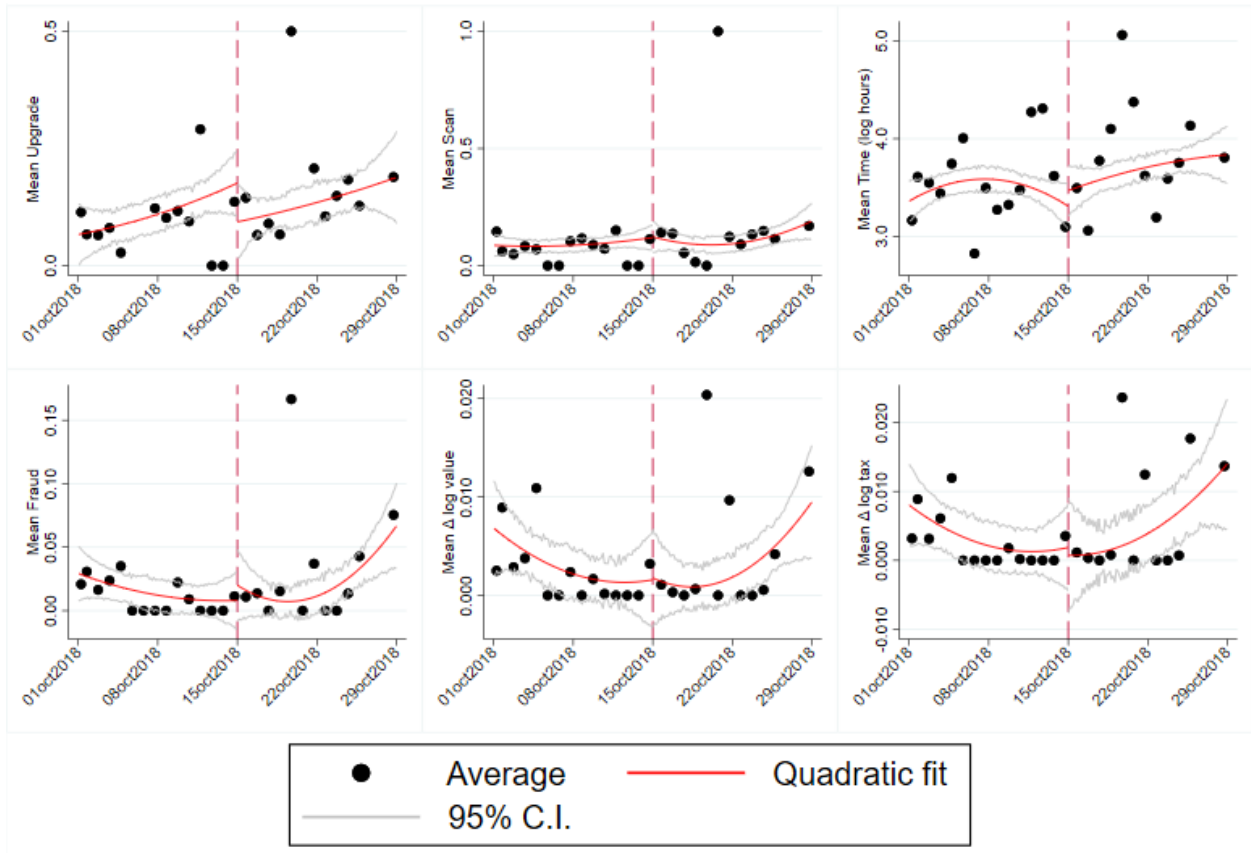 Mean Upgrade
0.5
0.0
01oct2018
08oct2018
15oct2018
22oct2018
29oct2018
Mean Scan
1.0
0.5
0.0
01oct2018
08oct2018
15oct2018
22oct2018
29oct2018
Mean Time (log hours)
5.0
4.0
3.0
01oct2018
08oct2018
15oct2018
22oct2018
29oct2018
Mean Fraud
0.15
0.10
0.05
0.00
01oct2018
08oct2018
15oct2018
22oct2018
29oct2018
Mean Δ log value
0.020
0.010
0.000
01oct2018
08oct2018
15oct2018
22oct2018
29oct2018
Mean Δ log tax
0.020
0.010
0.000
-0.010
01oct2018
08oct2018
15oct2018
22oct2018
29oct2018
Average
Quadratic fit
95% C.I.